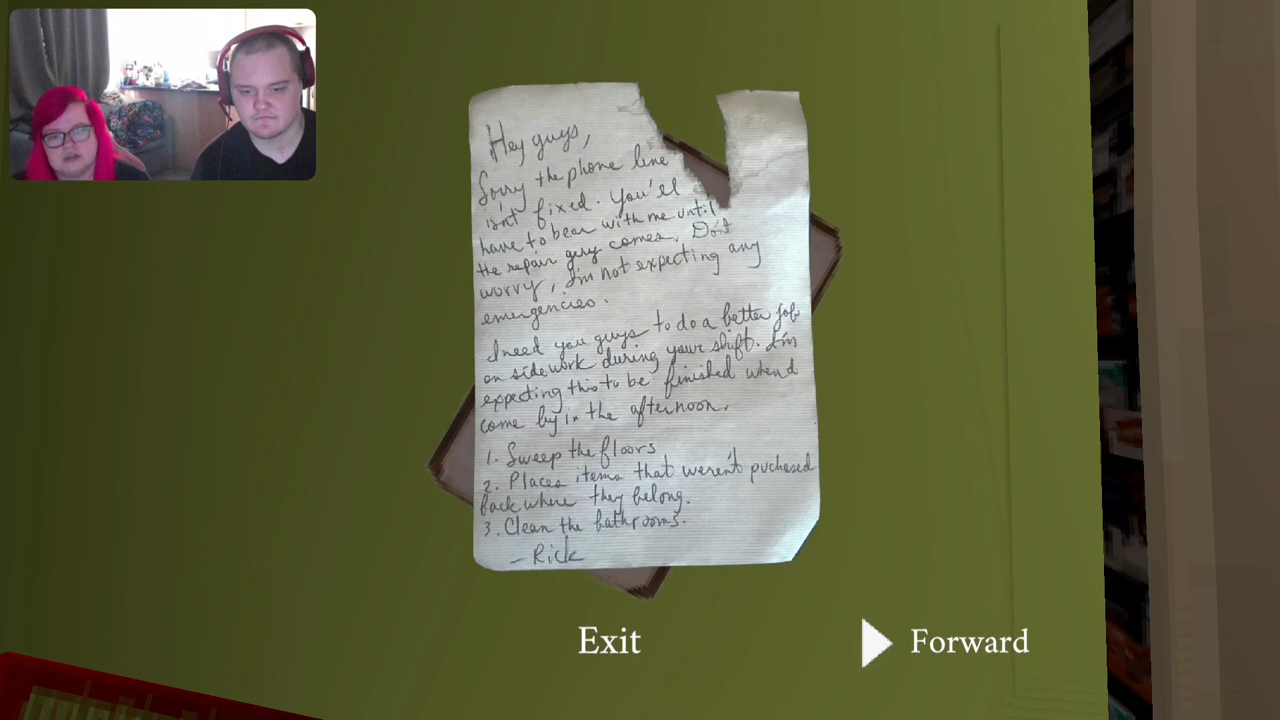 Hey guys,
Sorry the phone line
isn't fixed. You'll
have to bear with me until
the repair guy comes. Don't
worry, I'm not expecting any
emergencies.
I need you guys to do a better job
on sidework during your shift. I'm
expecting this to be finished when I
come by in the afternoon.
1. Sweep the floors
2. Places items that weren't puchased
back where they belong.
3. Clean the bathrooms.
- Rick
Exit
Forward